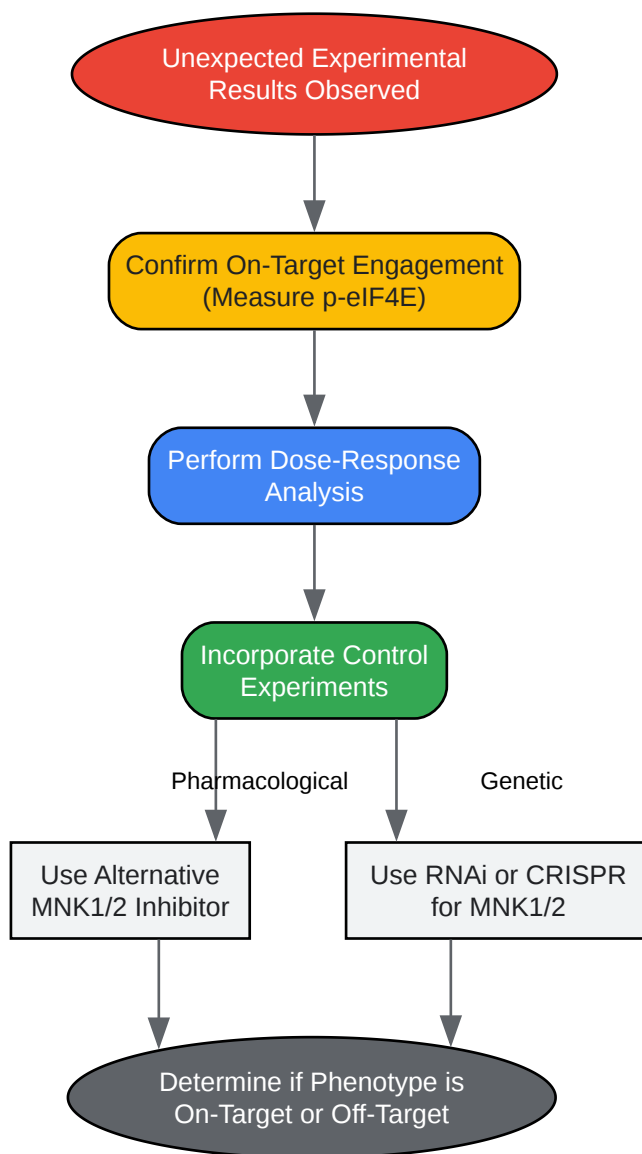 Unexpected Experimental
Results Observed
Confirm On-Target Engagement
(Measure p-eIF4E)
Perform Dose-Response
Analysis
Incorporate Control
Experiments
Pharmacological
Genetic
Use Alternative
MNK1/2 Inhibitor
Use RNAi or CRISPR
for MNK1/2
Determine if Phenotype is
On-Target or Off-Target